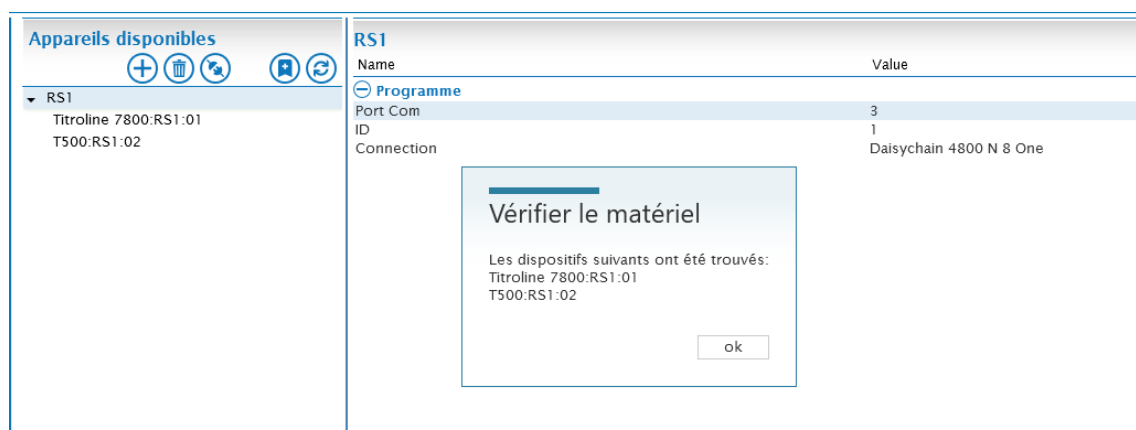 Appareils disponibles
RS1
Titroline 7800:RS1:01
T500:RS1:02
RS1
Name Value
Programme
Port Com 3
ID 1
Connection Daisychain 4800 N 8 One
Vérifier le matériel
Les dispositifs suivants ont été trouvés:
Titroline 7800:RS1:01
T500:RS1:02
ok